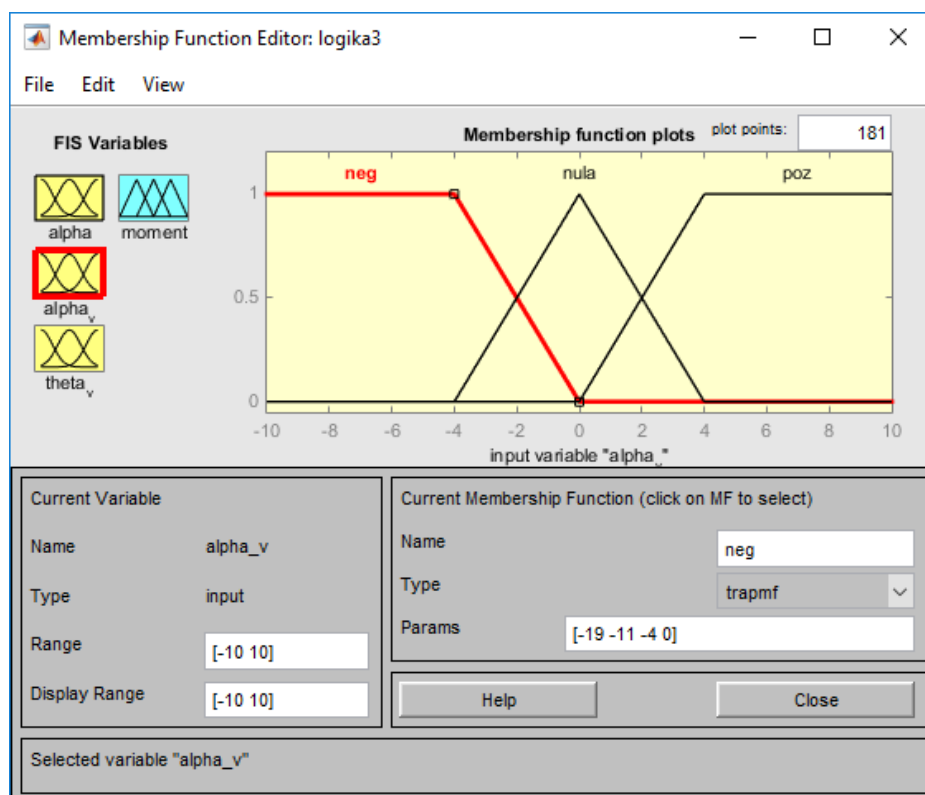 Membership Function Editor: logika3
File Edit View
FIS Variables
alpha moment
alpha_v
theta_v
Membership function plots plot points: 181
neg nula poz
1
0.5
0
-10 -8 -6 -4 -2 0 2 4 6 8 10
input variable "alpha_v"
Current Variable
Name alpha_v
Type input
Range [-10 10]
Display Range [-10 10]
Current Membership Function (click on MF to select)
Name neg
Type trapmf
Params [-19 -11 -4 0]
Help Close
Selected variable "alpha_v"